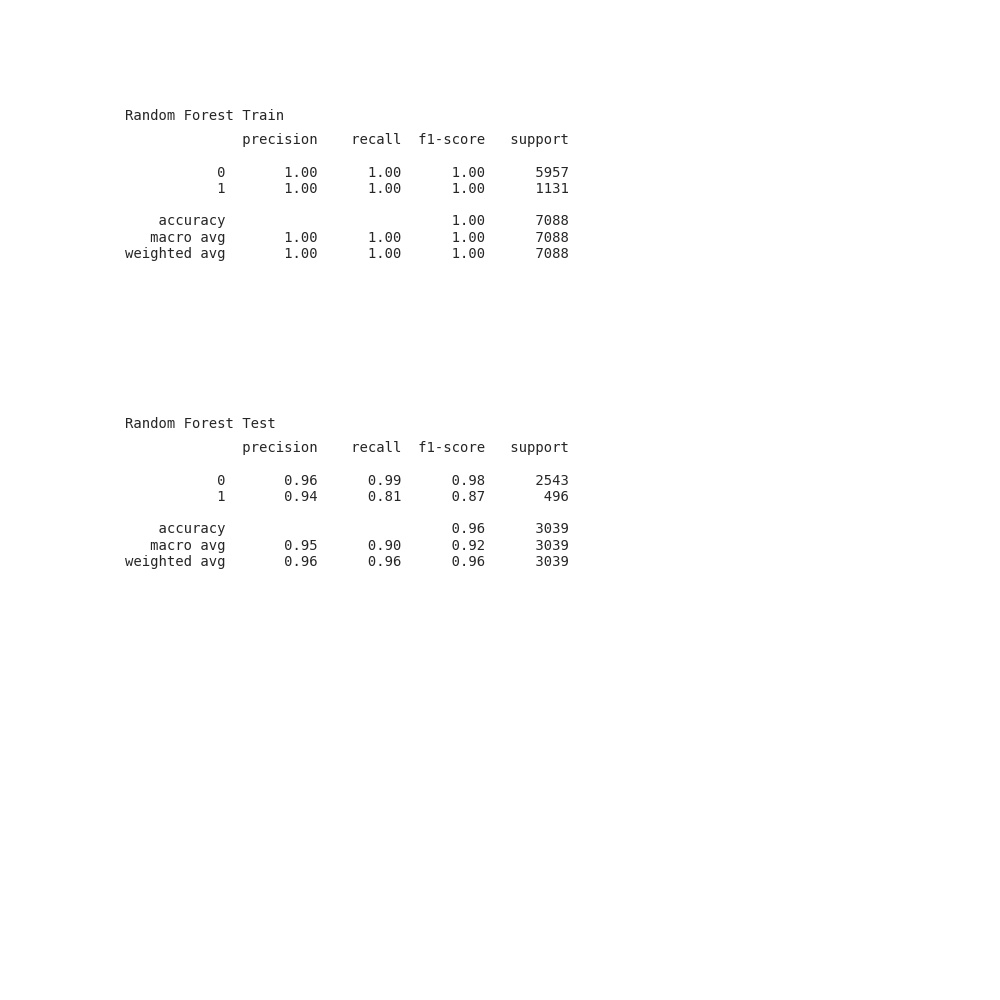 Random Forest Train
              precision    recall  f1-score   support

           0       1.00      1.00      1.00      5957
           1       1.00      1.00      1.00      1131

    accuracy                           1.00      7088
   macro avg       1.00      1.00      1.00      7088
weighted avg       1.00      1.00      1.00      7088

Random Forest Test
              precision    recall  f1-score   support

           0       0.96      0.99      0.98      2543
           1       0.94      0.81      0.87       496

    accuracy                           0.96      3039
   macro avg       0.95      0.90      0.92      3039
weighted avg       0.96      0.96      0.96      3039